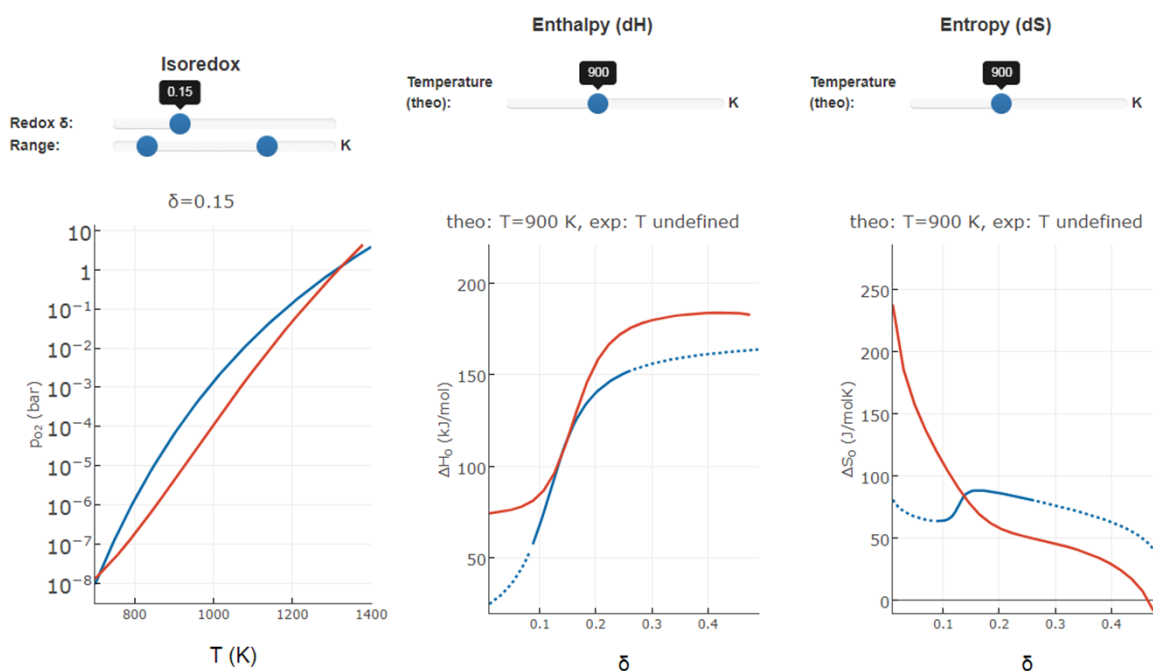 Isoredox
0.15
Redox δ:
Range:
K
δ=0.15
10
1
10⁻¹
10⁻²
10⁻³
10⁻⁴
10⁻⁵
10⁻⁶
10⁻⁷
10⁻⁸
pO2 (bar)
800
1000
1200
1400
T (K)
Enthalpy (dH)
900
Temperature
(theo):
K
theo: T=900 K, exp: T undefined
200
150
100
50
ΔHO (kJ/mol)
0.1
0.2
0.3
0.4
δ
Entropy (dS)
900
Temperature
(theo):
K
theo: T=900 K, exp: T undefined
250
200
150
100
50
0
ΔSO (J/molK)
0.1
0.2
0.3
0.4
δ